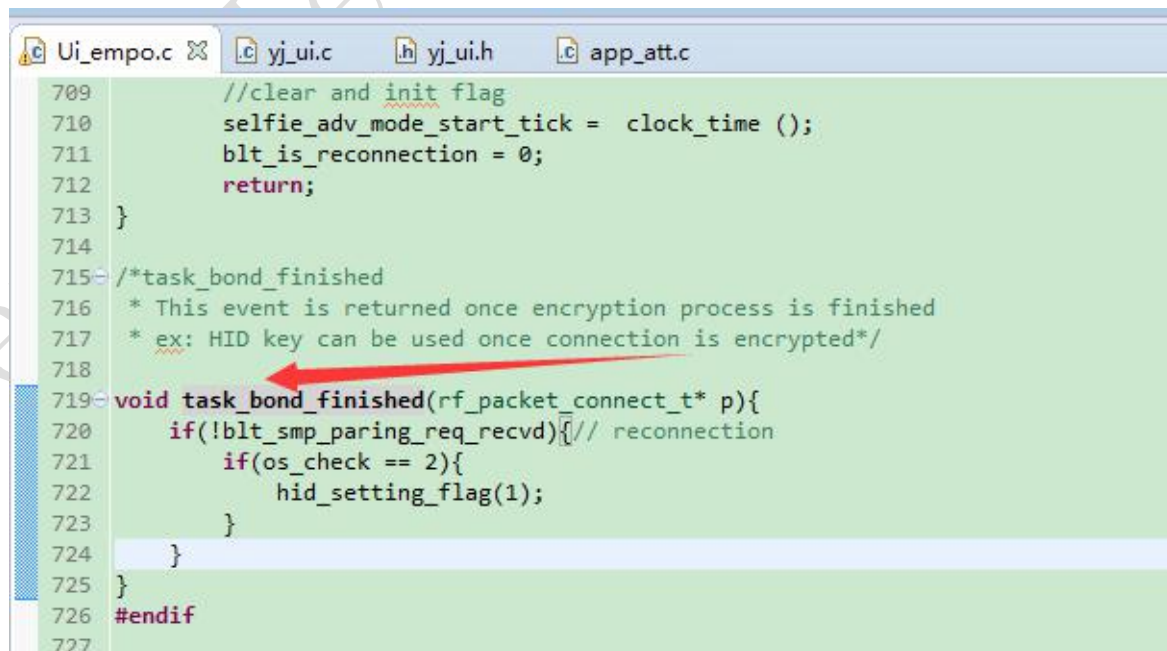 Ui_empo.c yj_ui.c yj_ui.h app_att.c
709 //clear and init flag
710 selfie_adv_mode_start_tick =  clock_time ();
711 blt_is_reconnection = 0;
712 return;
713 }
714
715 /*task_bond_finished
716 * This event is returned once encryption process is finished
717 * ex: HID key can be used once connection is encrypted*/
718
719 void task_bond_finished(rf_packet_connect_t* p){
720 if(!blt_smp_paring_req_recvd){// reconnection
721 if(os_check == 2){
722 hid_setting_flag(1);
723 }
724 }
725 }
726 #endif
727